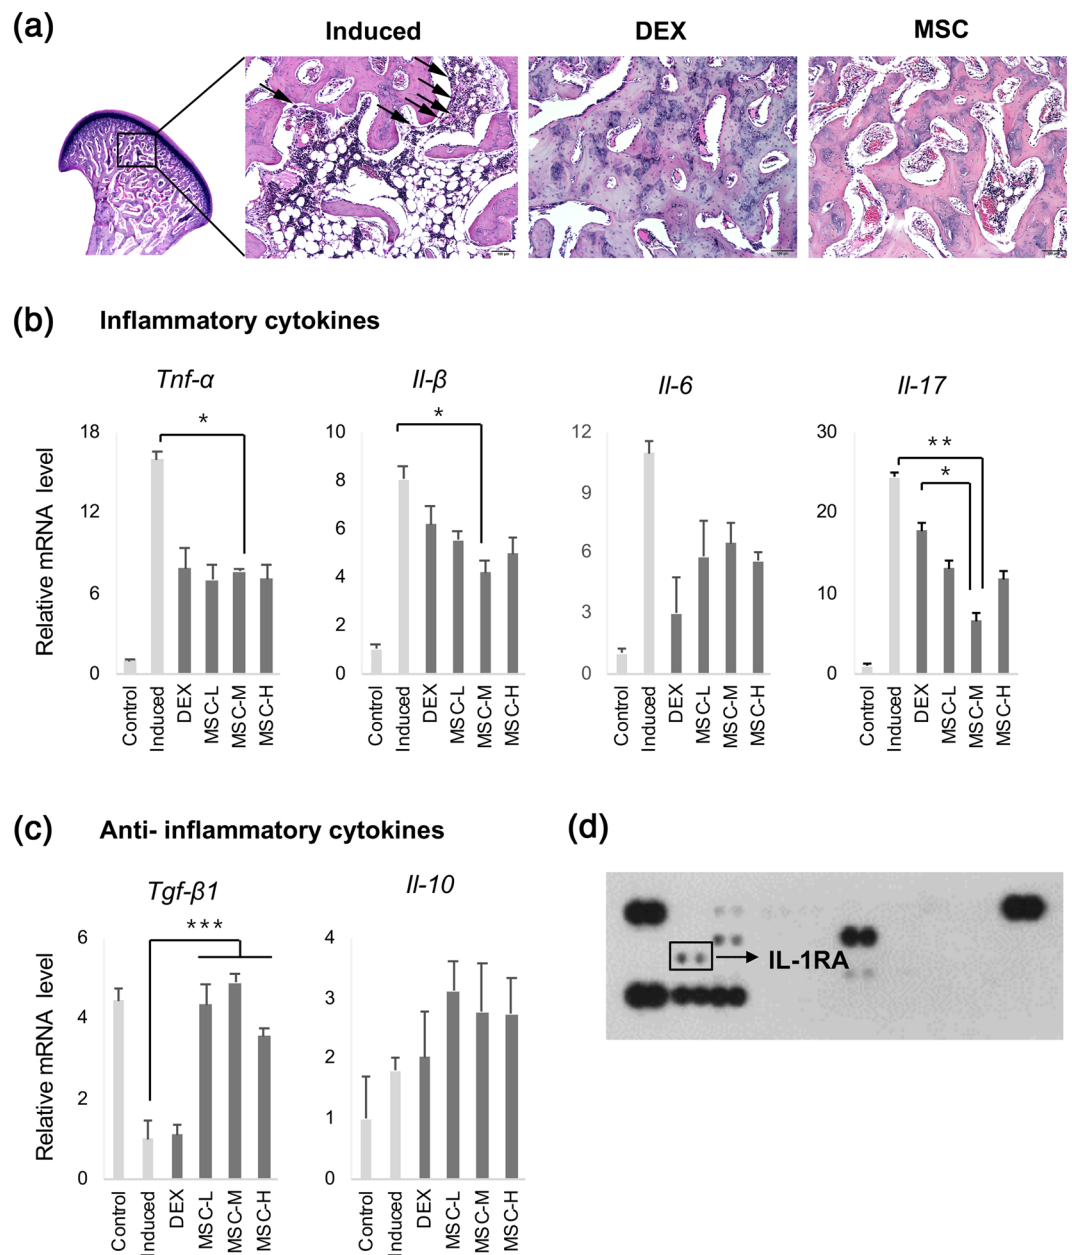 (a)
Induced DEX MSC
(b) Inflammatory cytokines
Tnf-α Il-β Il-6 Il-17
Relative mRNA level
18
12
6
0
*
Control Induced DEX MSC-L MSC-M MSC-H
10
8
6
4
2
0
*
Control Induced DEX MSC-L MSC-M MSC-H
12
9
6
3
0
Control Induced DEX MSC-L MSC-M MSC-H
30
20
10
0
**
*
Control Induced DEX MSC-L MSC-M MSC-H
(c) Anti- inflammatory cytokines
Tgf-β1 Il-10
Relative mRNA level
6
4
2
0
***
Control Induced DEX MSC-L MSC-M MSC-H
4
3
2
1
0
Control Induced DEX MSC-L MSC-M MSC-H
(d)
IL-1RA